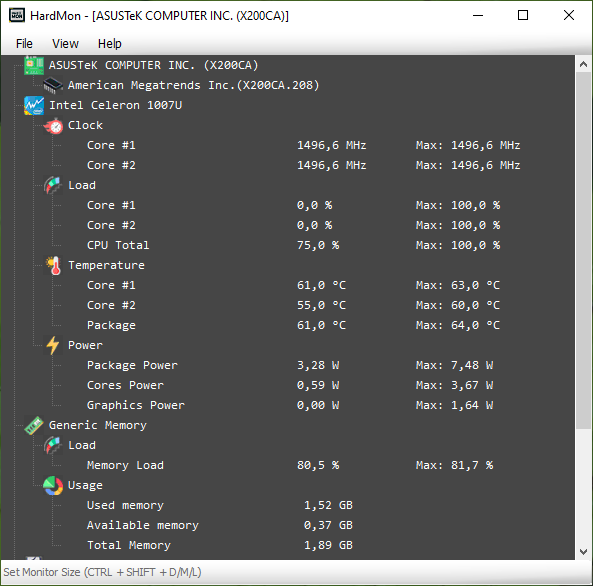 HardMon - [ASUSTeK COMPUTER INC. (X200CA)]
File View Help
ASUSTeK COMPUTER INC. (X200CA)
American Megatrends Inc.(X200CA.208)
Intel Celeron 1007U
Clock
Core #1 1496,6 MHz Max: 1496,6 MHz
Core #2 1496,6 MHz Max: 1496,6 MHz
Load
Core #1 0,0 % Max: 100,0 %
Core #2 0,0 % Max: 100,0 %
CPU Total 75,0 % Max: 100,0 %
Temperature
Core #1 61,0 °C Max: 63,0 °C
Core #2 55,0 °C Max: 60,0 °C
Package 61,0 °C Max: 64,0 °C
Power
Package Power 3,28 W Max: 7,48 W
Cores Power 0,59 W Max: 3,67 W
Graphics Power 0,00 W Max: 1,64 W
Generic Memory
Load
Memory Load 80,5 % Max: 81,7 %
Usage
Used memory 1,52 GB
Available memory 0,37 GB
Total Memory 1,89 GB
Set Monitor Size (CTRL + SHIFT + D/M/L)